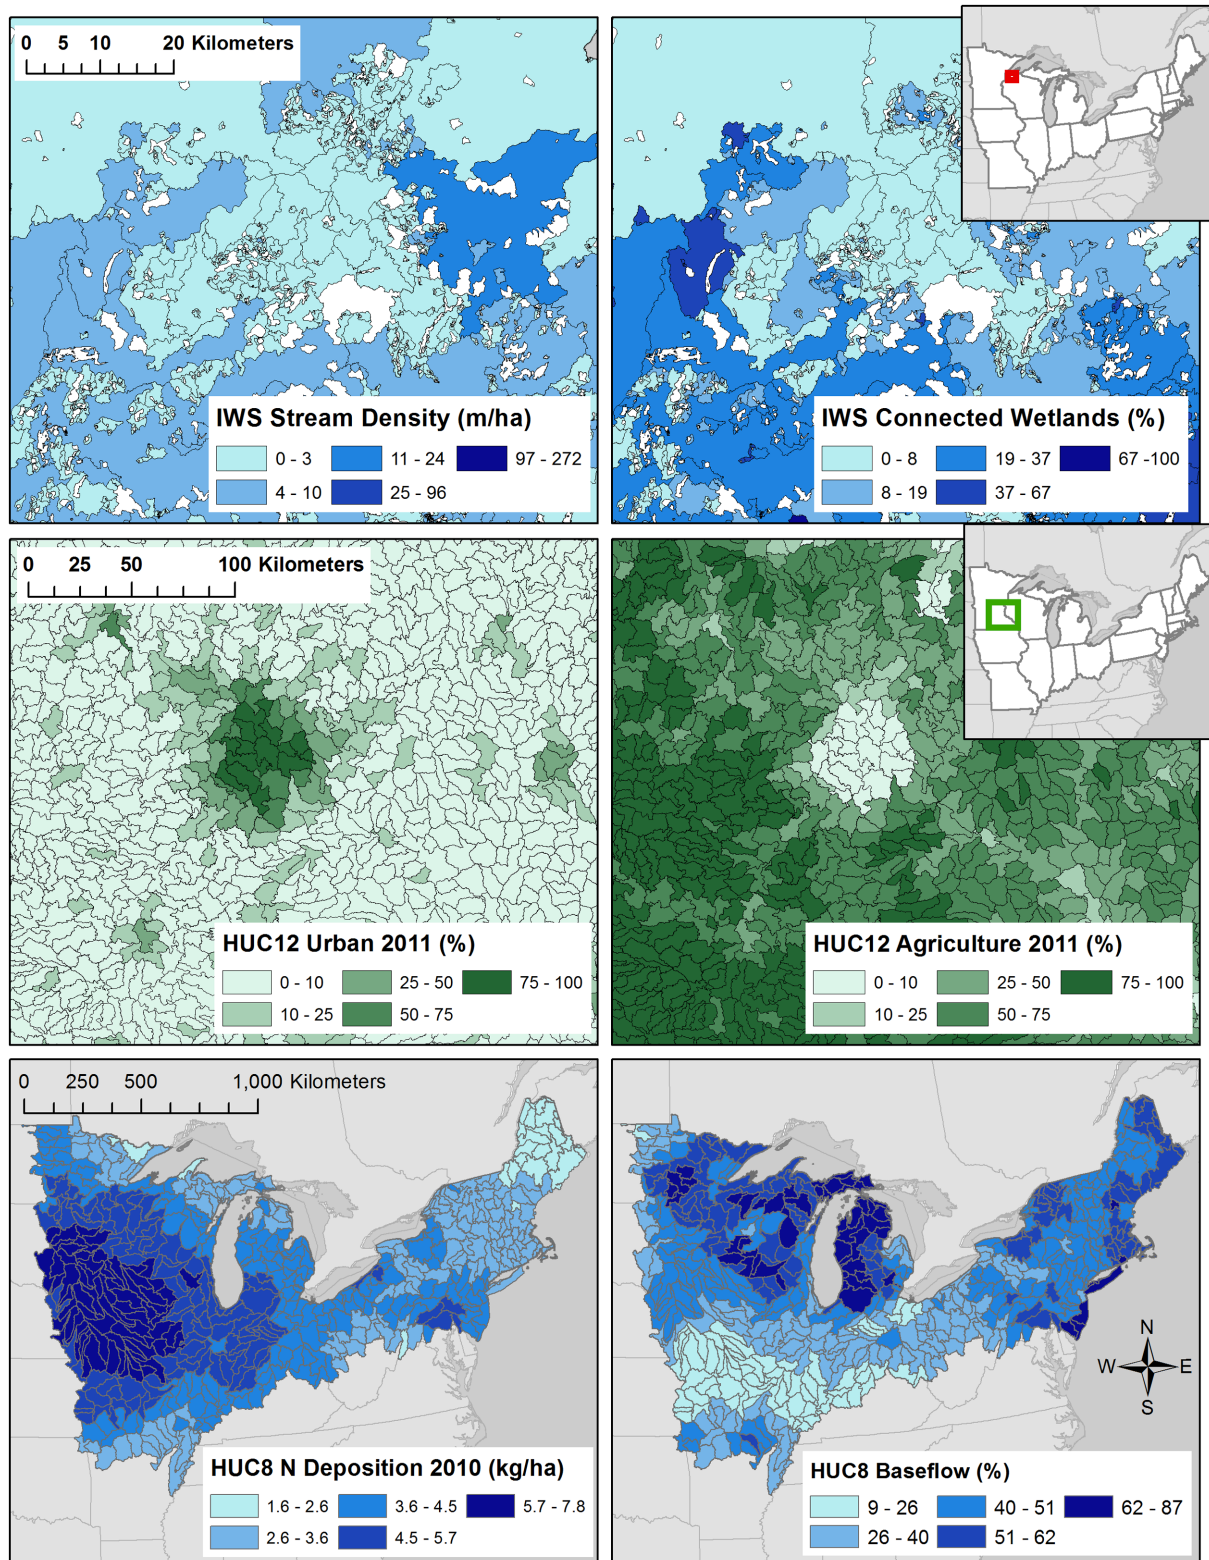 0 5 10 20 Kilometers
IWS Stream Density (m/ha)
0 - 3 11 - 24 97 - 272
4 - 10 25 - 96
IWS Connected Wetlands (%)
0 - 8 19 - 37 67 -100
8 - 19 37 - 67
0 25 50 100 Kilometers
HUC12 Urban 2011 (%)
0 - 10 25 - 50 75 - 100
10 - 25 50 - 75
HUC12 Agriculture 2011 (%)
0 - 10 25 - 50 75 - 100
10 - 25 50 - 75
0 250 500 1,000 Kilometers
HUC8 N Deposition 2010 (kg/ha)
1.6 - 2.6 3.6 - 4.5 5.7 - 7.8
2.6 - 3.6 4.5 - 5.7
N
W E
S
HUC8 Baseflow (%)
9 - 26 40 - 51 62 - 87
26 - 40 51 - 62